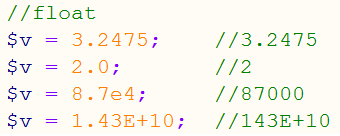 //float
$v = 3.2475;    //3.2475
$v = 2.0;       //2
$v = 8.7e4;     //87000
$v = 1.43E+10;  //143E+10